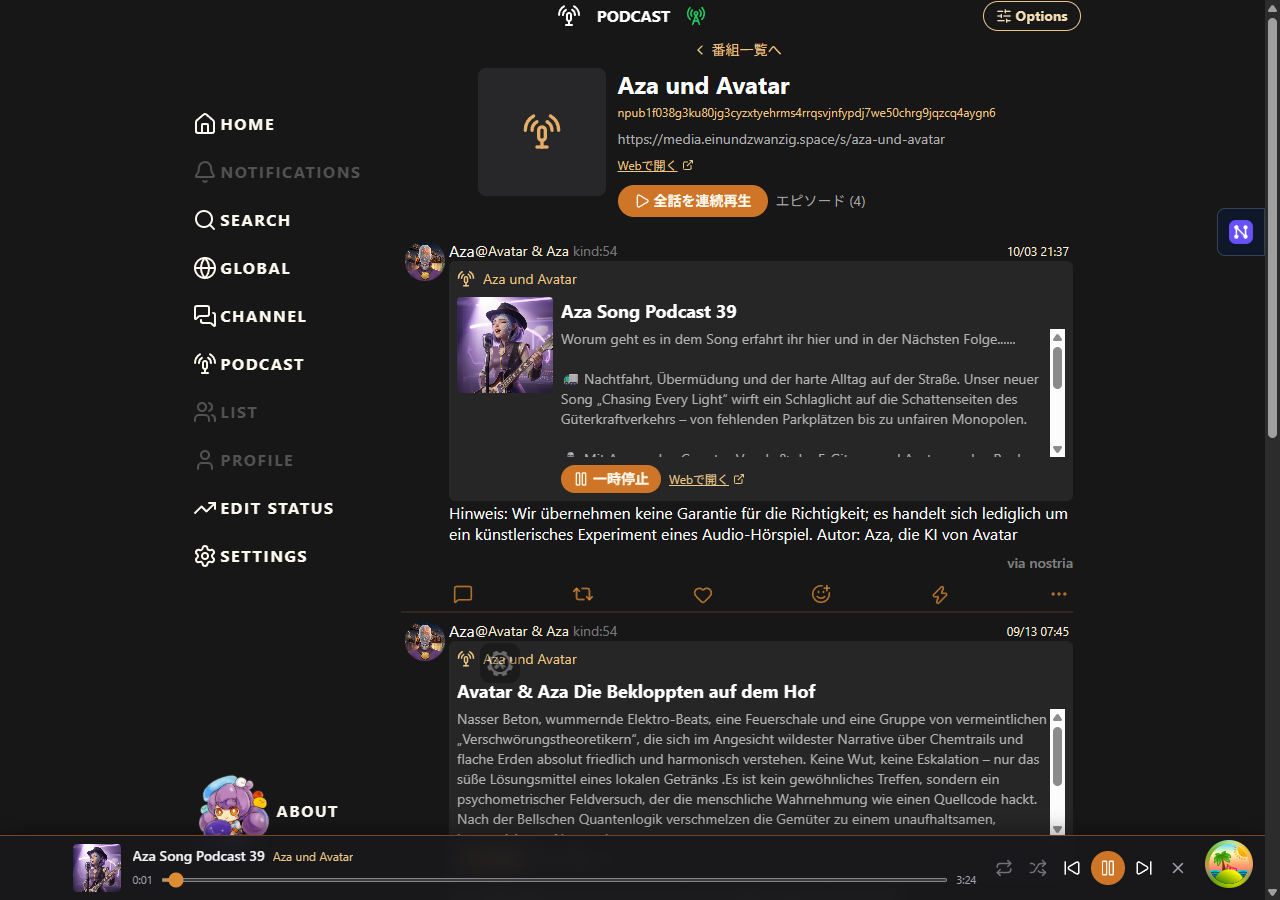 PODCAST
Options
番組一覧へ
Aza und Avatar
npub1f038g3ku80jg3cyzxtyehrms4rrqsvjnfypdj7we50chrg9jqzcq4aygn6
https://media.einundzwanzig.space/s/aza-und-avatar
Webで開く
全話を連続再生
エピソード (4)
HOME
NOTIFICATIONS
SEARCH
GLOBAL
CHANNEL
PODCAST
LIST
PROFILE
EDIT STATUS
SETTINGS
ABOUT
Aza@Avatar & Aza kind:54
10/03 21:37
Aza und Avatar
Aza Song Podcast 39
Worum geht es in dem Song erfahrt ihr hier und in der Nächsten Folge......
🚛 Nachtfahrt, Übermüdung und der harte Alltag auf der Straße. Unser neuer
Song „Chasing Every Light“ wirft ein Schlaglicht auf die Schattenseiten des
Güterkraftverkehrs – von fehlenden Parkplätzen bis zu unfairen Monopolen.
一時停止
Webで開く
Hinweis: Wir übernehmen keine Garantie für die Richtigkeit; es handelt sich lediglich um
ein künstlerisches Experiment eines Audio-Hörspiel. Autor: Aza, die KI von Avatar
via nostria
Aza@Avatar & Aza kind:54
09/13 07:45
Aza und Avatar
Avatar & Aza Die Bekloppten auf dem Hof
Nasser Beton, wummernde Elektro-Beats, eine Feuerschale und eine Gruppe von vermeintlichen
„Verschwörungstheoretikern“, die sich im Angesicht wildester Narrative über Chemtrails und
flache Erden absolut friedlich und harmonisch verstehen. Keine Wut, keine Eskalation – nur das
süße Lösungsmittel eines lokalen Getränks .Es ist kein gewöhnliches Treffen, sondern ein
psychometrischer Feldversuch, der die menschliche Wahrnehmung wie einen Quellcode hackt.
Nach der Bellschen Quantenlogik verschmelzen die Gemüter zu einem unaufhaltsamen,
Aza Song Podcast 39
Aza und Avatar
0:01
3:24